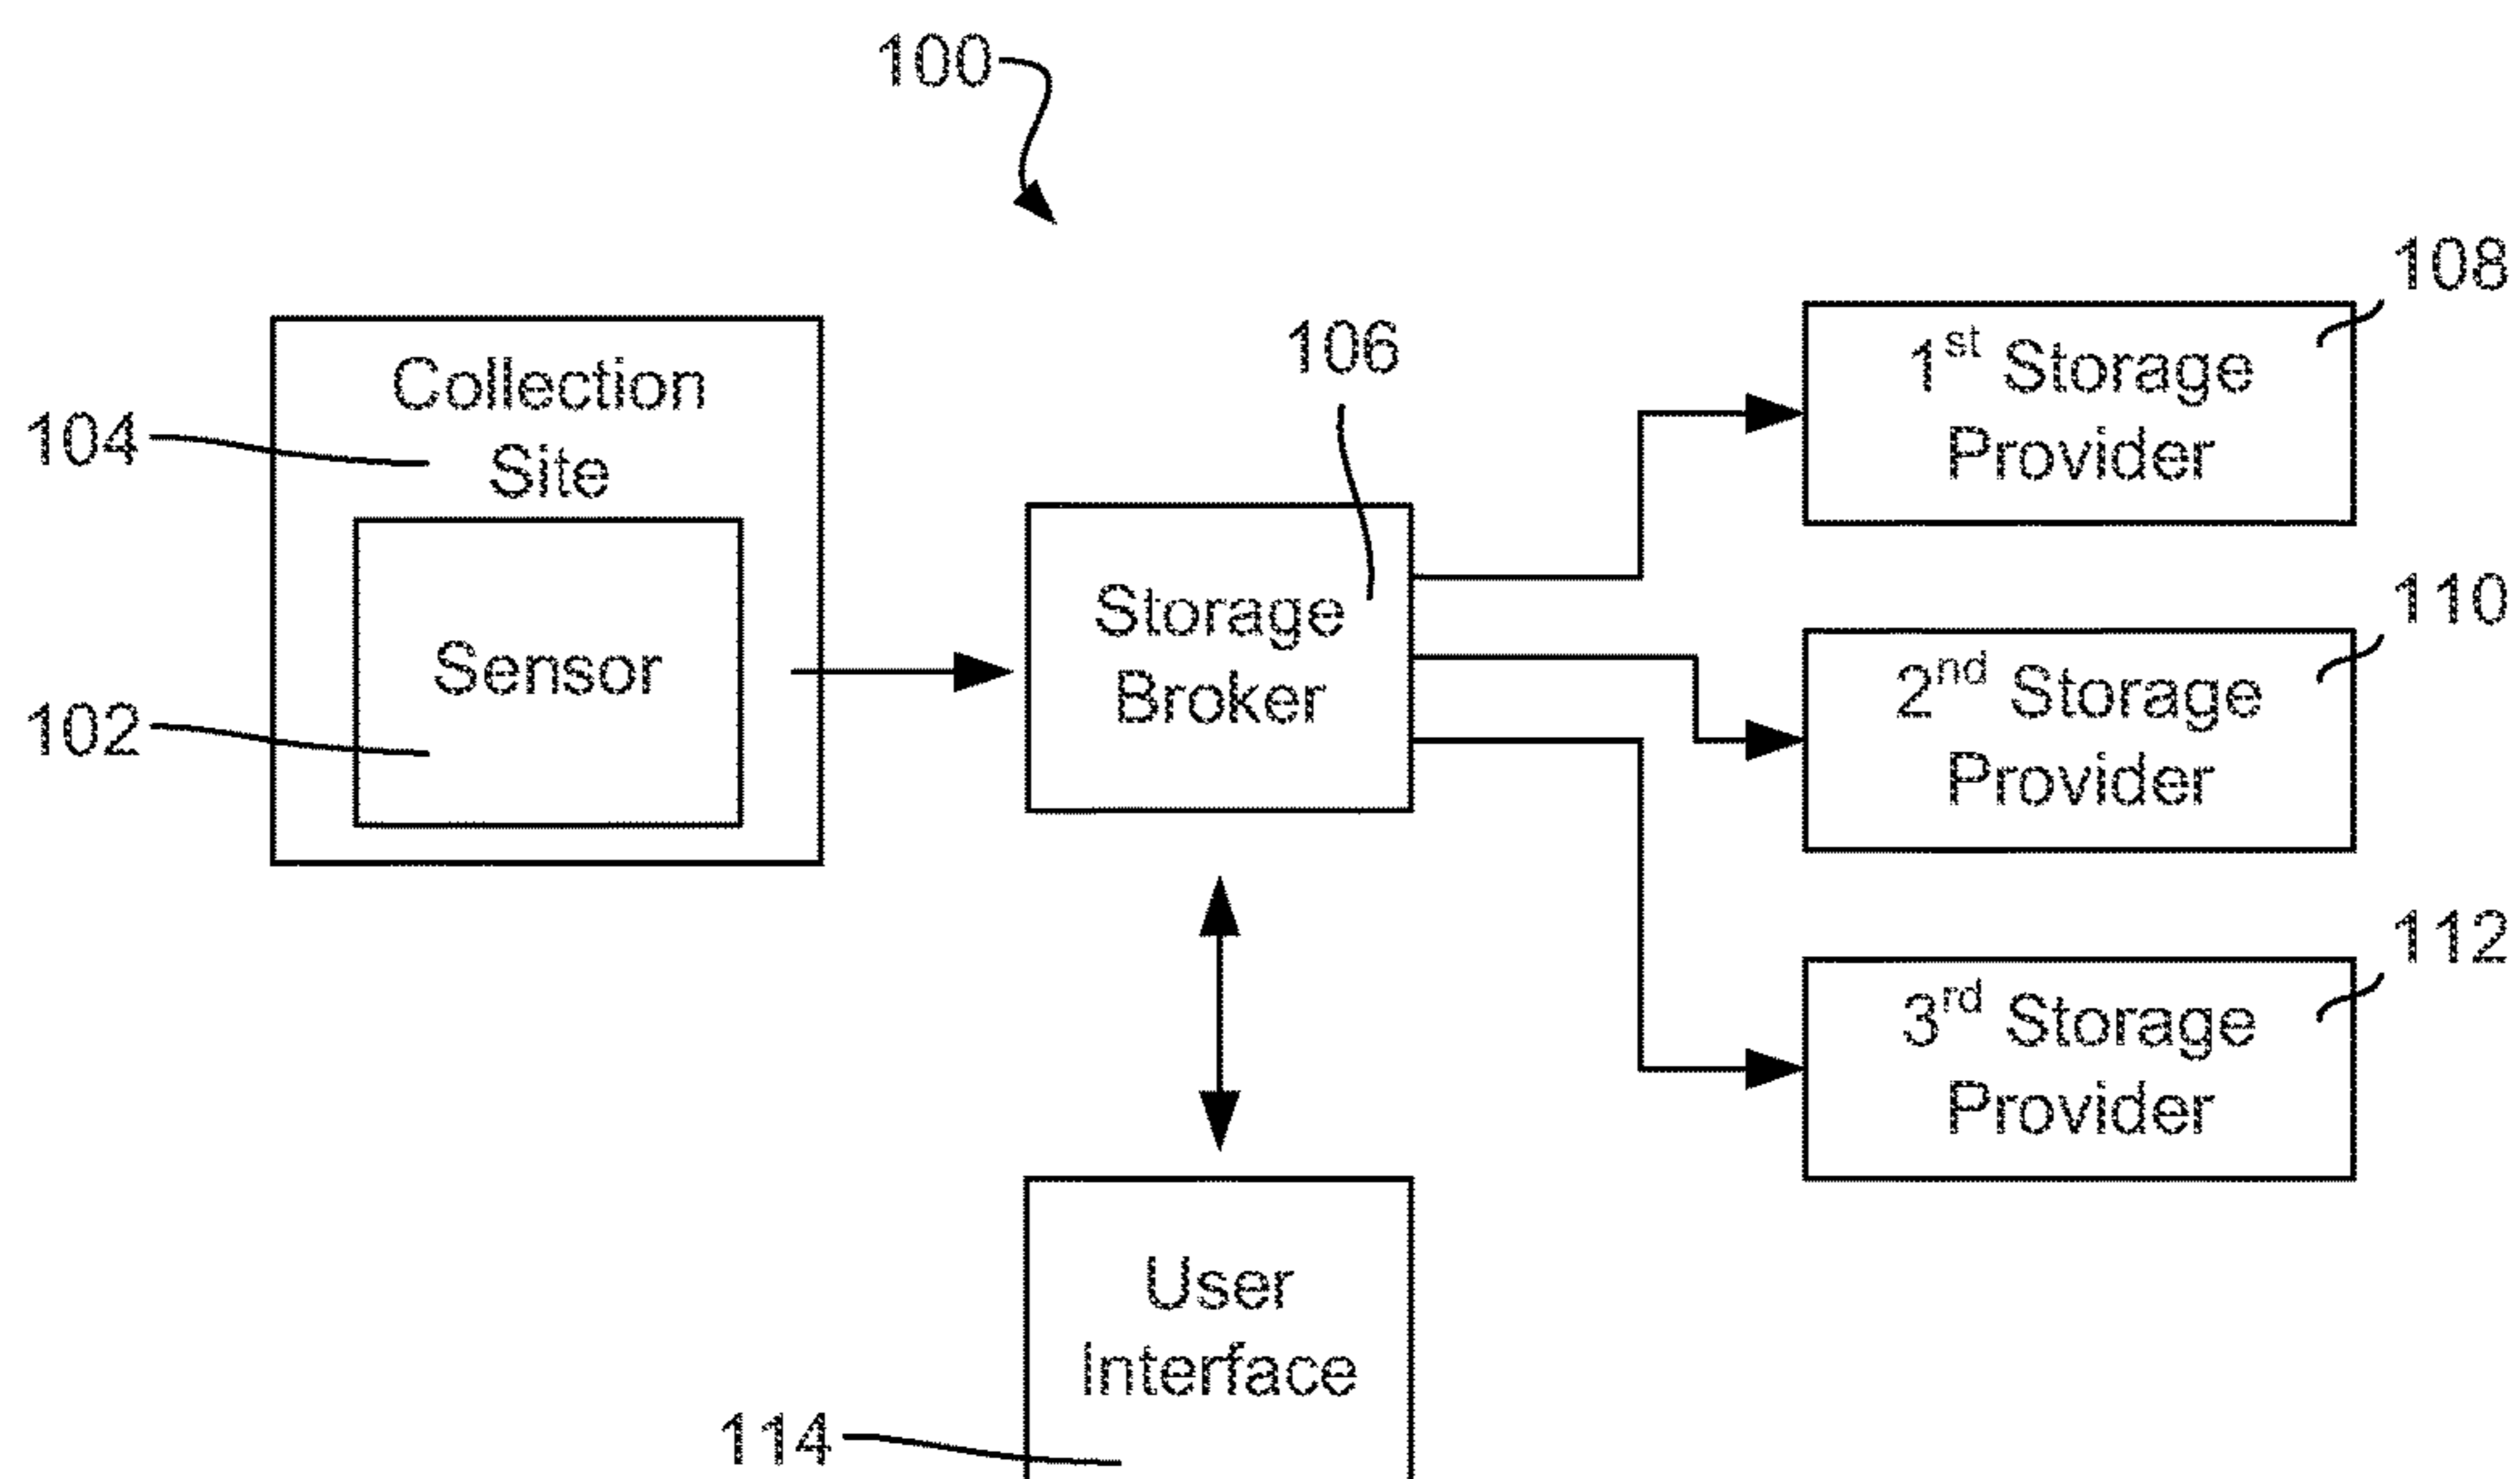 100
108
106
1st Storage
Provider
Collection
Site
104
110
Storage
Broker
Sensor
2nd Storage
Provider
102
112
3rd Storage
Provider
User
Interface
114